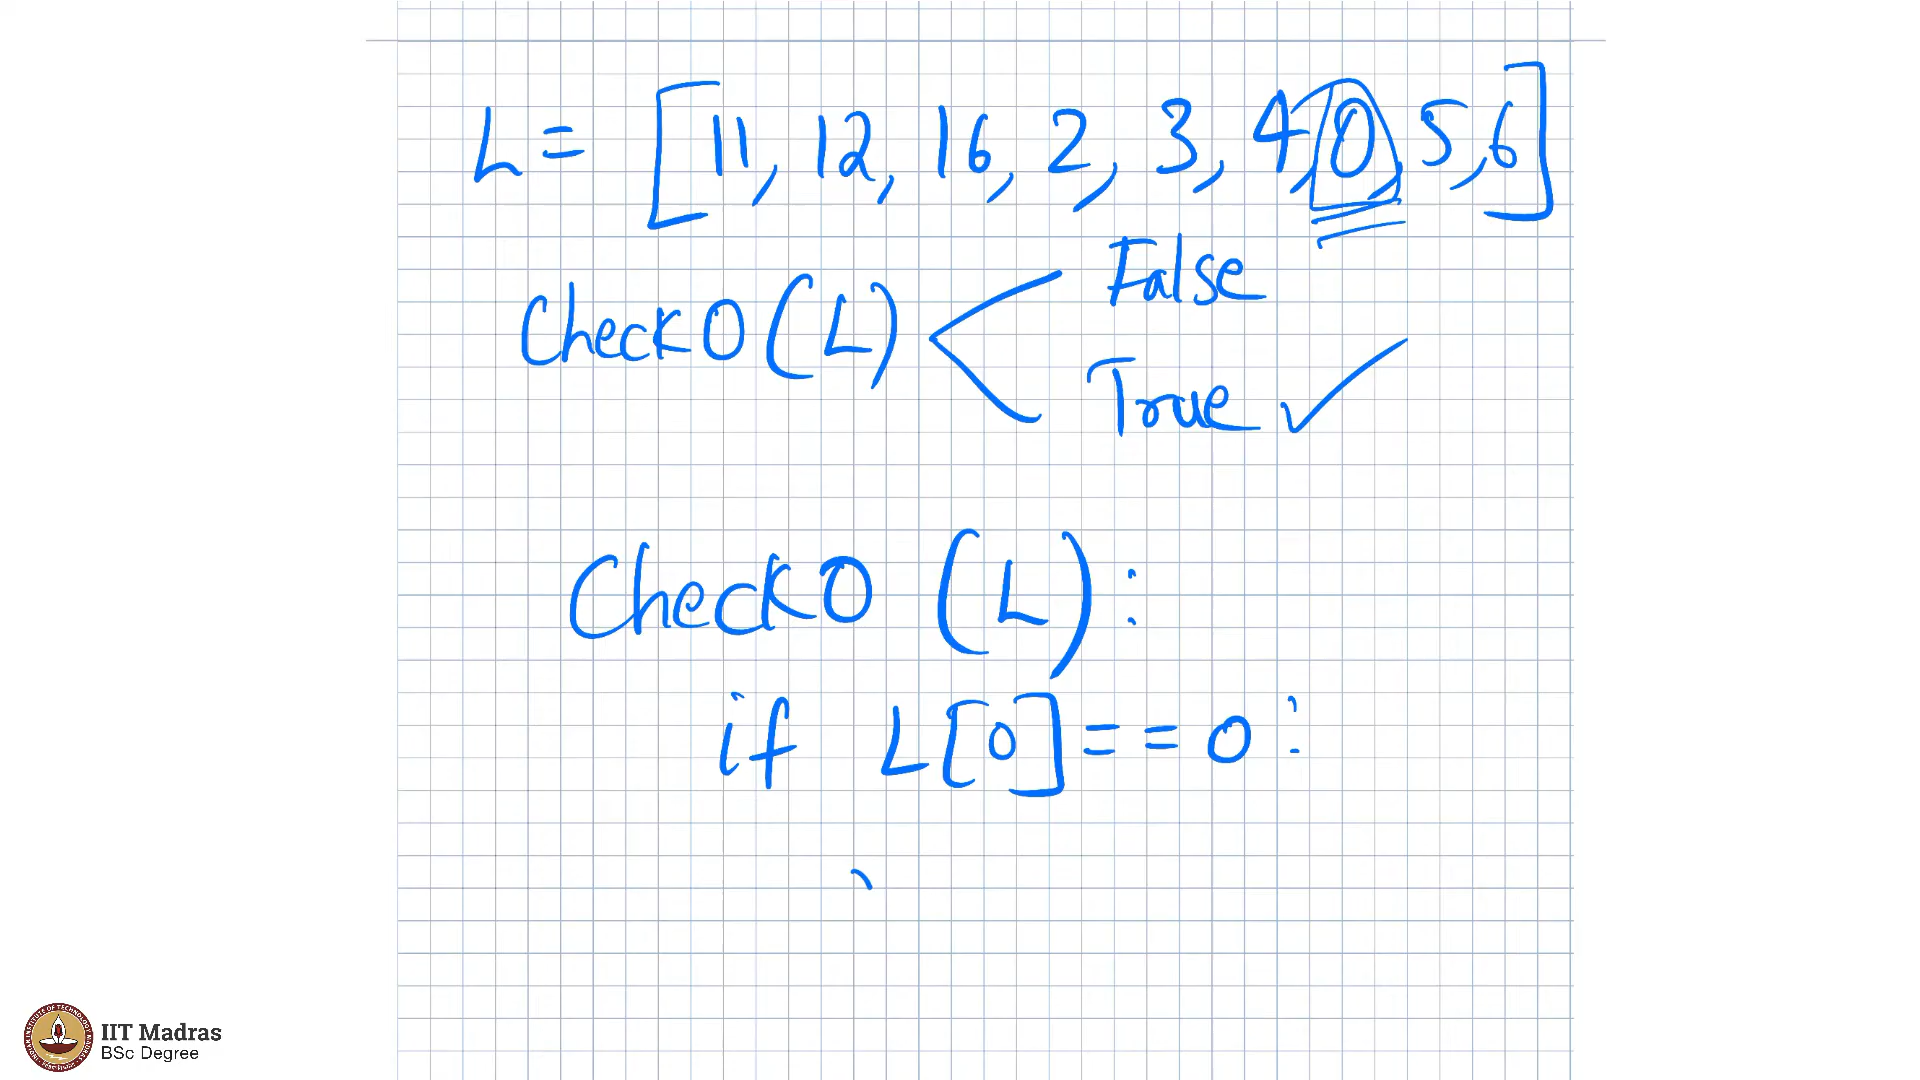 L = [11, 12, 16, 2, 3, 4, 0, 5, 6]
False
Check0 (L)
True
Check0 (L):
if L[0] == 0:
IIT Madras
BSc Degree